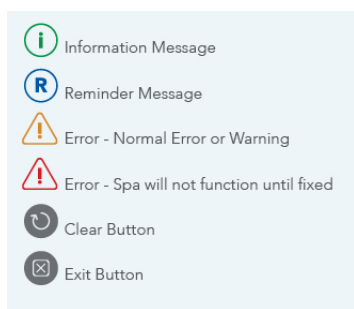 i Information Message
R Reminder Message
! Error - Normal Error or Warning
! Error - Spa will not function until fixed
Clear Button
Exit Button